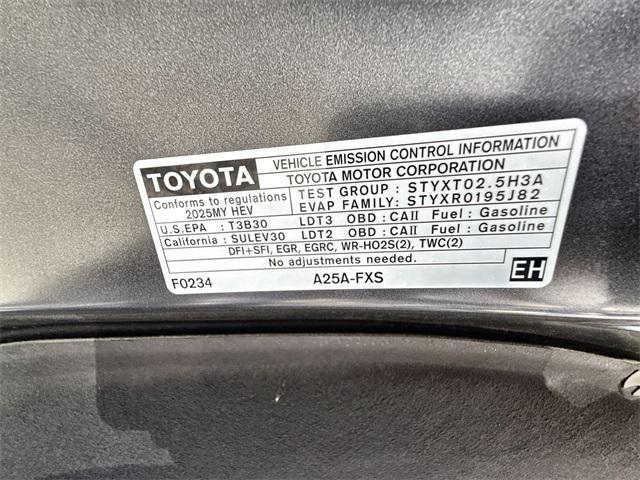 TOYOTA
VEHICLE EMISSION CONTROL INFORMATION
TOYOTA MOTOR CORPORATION
Conforms to regulations
2025MY HEV
TEST GROUP : STYXT02.5H3A
EVAP FAMILY: STYXR0195J82
U.S.EPA : T3B30 LDT3 OBD : CAII Fuel : Gasoline
California : SULEV30 LDT2 OBD : CAII Fuel : Gasoline
DFI+SFI, EGR, EGRC, WR-HO2S(2), TWC(2)
No adjustments needed.
F0234 A25A-FXS EH